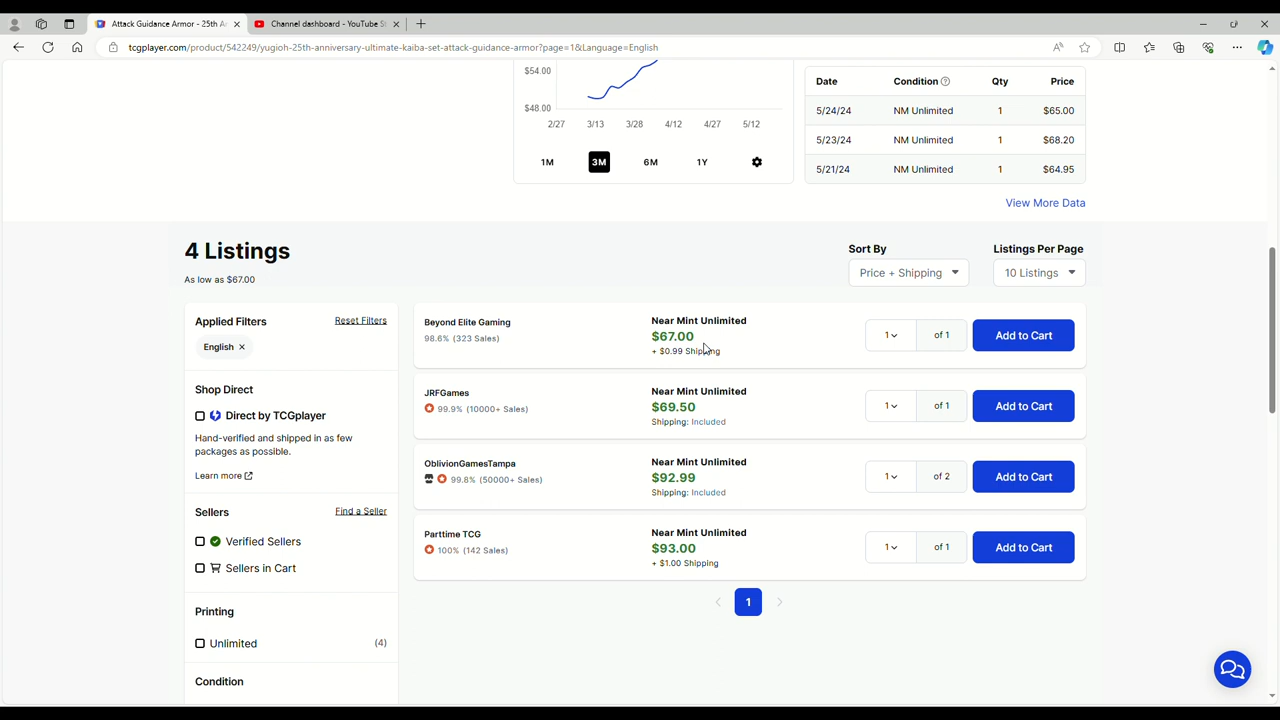 Attack Guidance Armor - 25th A
Channel dashboard - YouTube S
tcgplayer.com/product/542249/yugioh-25th-anniversary-ultimate-kaiba-set-attack-guidance-armor?page=1&Language=English
$54.00
$48.00
2/27 3/13 3/28 4/12 4/27 5/12
1M 3M 6M 1Y
Date Condition Qty Price
5/24/24 NM Unlimited 1 $65.00
5/23/24 NM Unlimited 1 $68.20
5/21/24 NM Unlimited 1 $64.95
View More Data
4 Listings
As low as $67.00
Sort By
Price + Shipping
Listings Per Page
10 Listings
Applied Filters Reset Filters
English ×
Shop Direct
Direct by TCGplayer
Hand-verified and shipped in as few
packages as possible.
Learn more
Sellers Find a Seller
Verified Sellers
Sellers in Cart
Printing
Unlimited (4)
Condition
Beyond Elite Gaming
98.6% (323 Sales)
Near Mint Unlimited
$67.00
+ $0.99 Shipping
1 of 1 Add to Cart
JRFGames
99.9% (10000+ Sales)
Near Mint Unlimited
$69.50
Shipping: Included
1 of 1 Add to Cart
OblivionGamesTampa
99.8% (50000+ Sales)
Near Mint Unlimited
$92.99
Shipping: Included
1 of 2 Add to Cart
Parttime TCG
100% (142 Sales)
Near Mint Unlimited
$93.00
+ $1.00 Shipping
1 of 1 Add to Cart
1